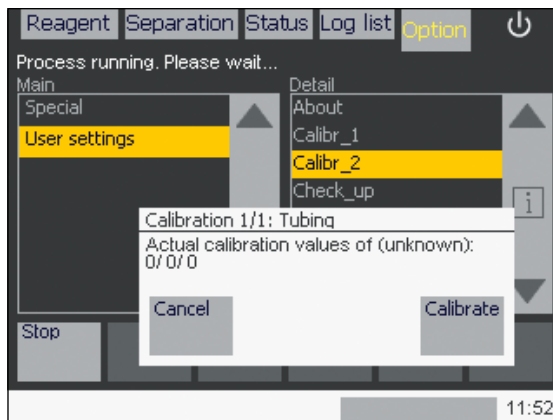 Reagent Separation Status Log list Option
Process running. Please wait...
Main
Detail
Special
User settings
About
Calibr_1
Calibr_2
Check_up
i
Calibration 1/1: Tubing
Actual calibration values of (unknown):
0/0/0
Cancel
Calibrate
Stop
11:52